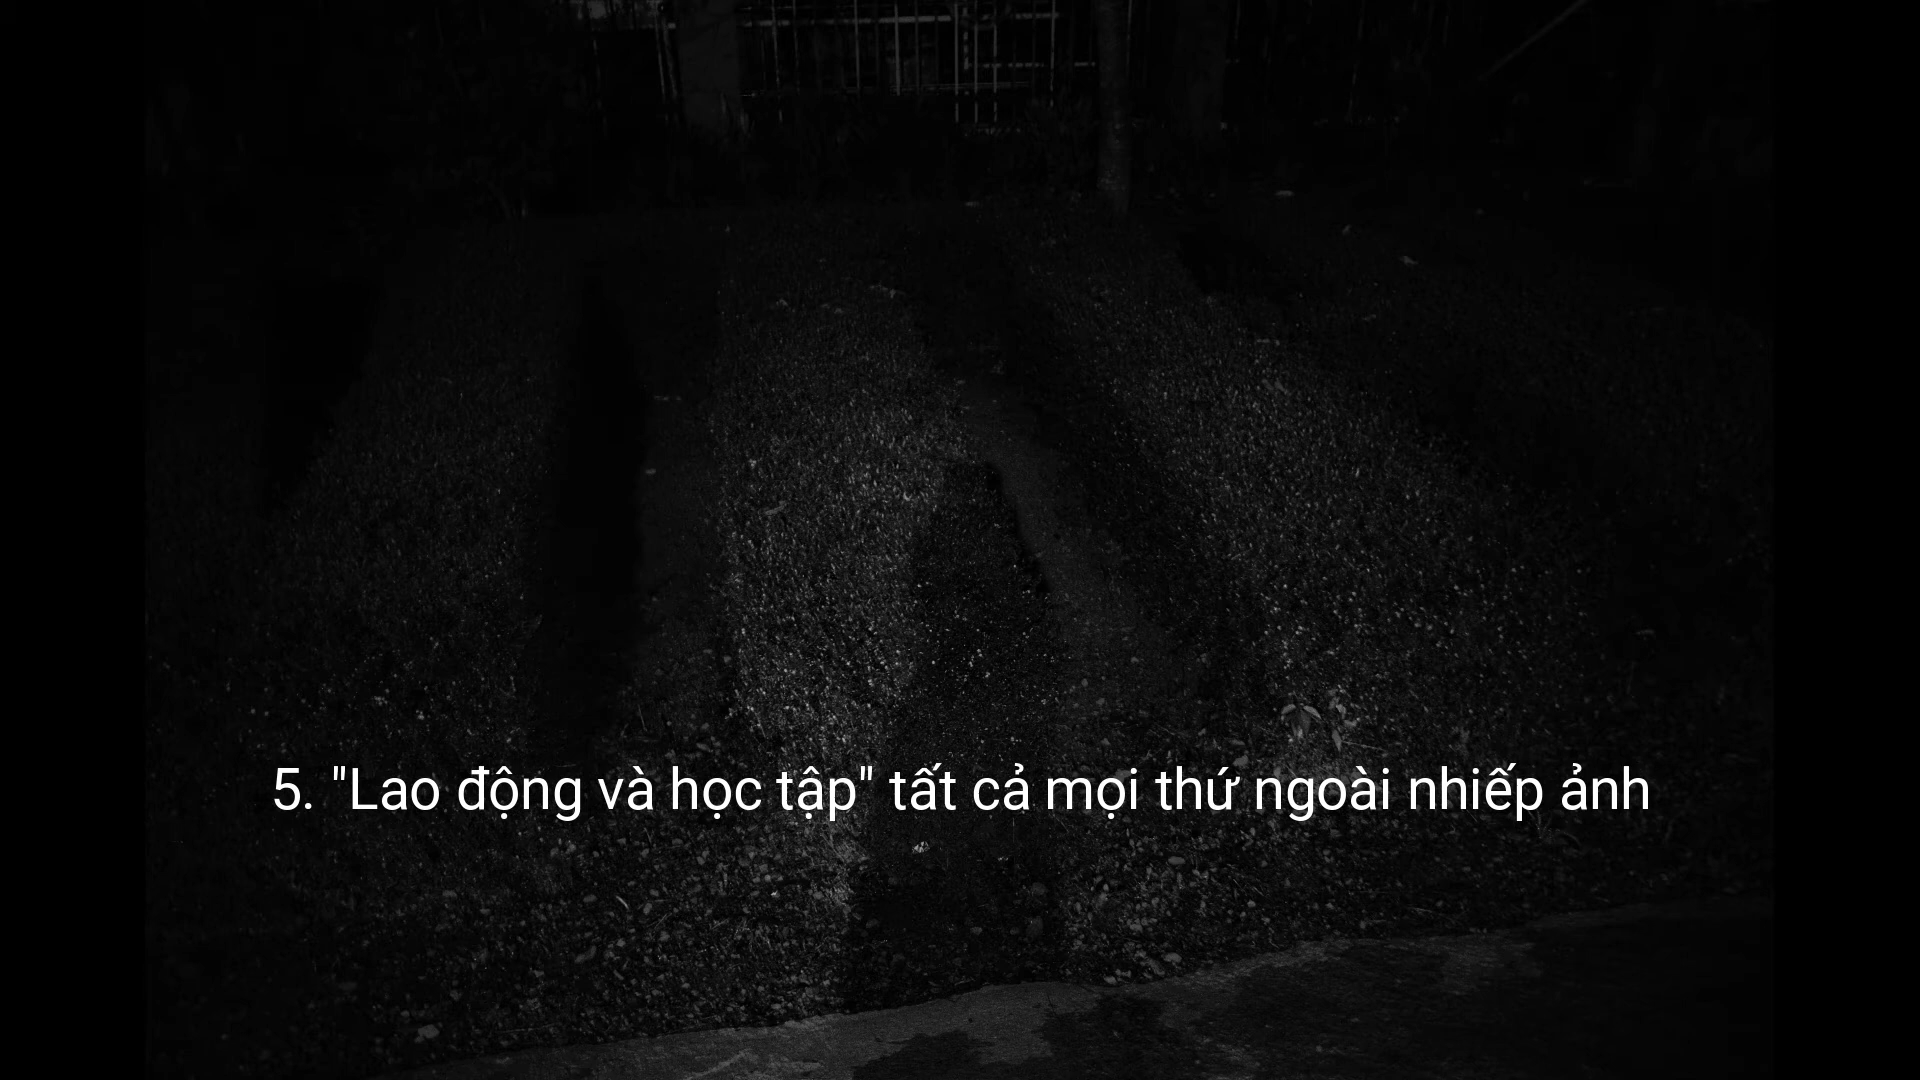 5. "Lao động và học tập" tất cả mọi thứ ngoài nhiếp ảnh